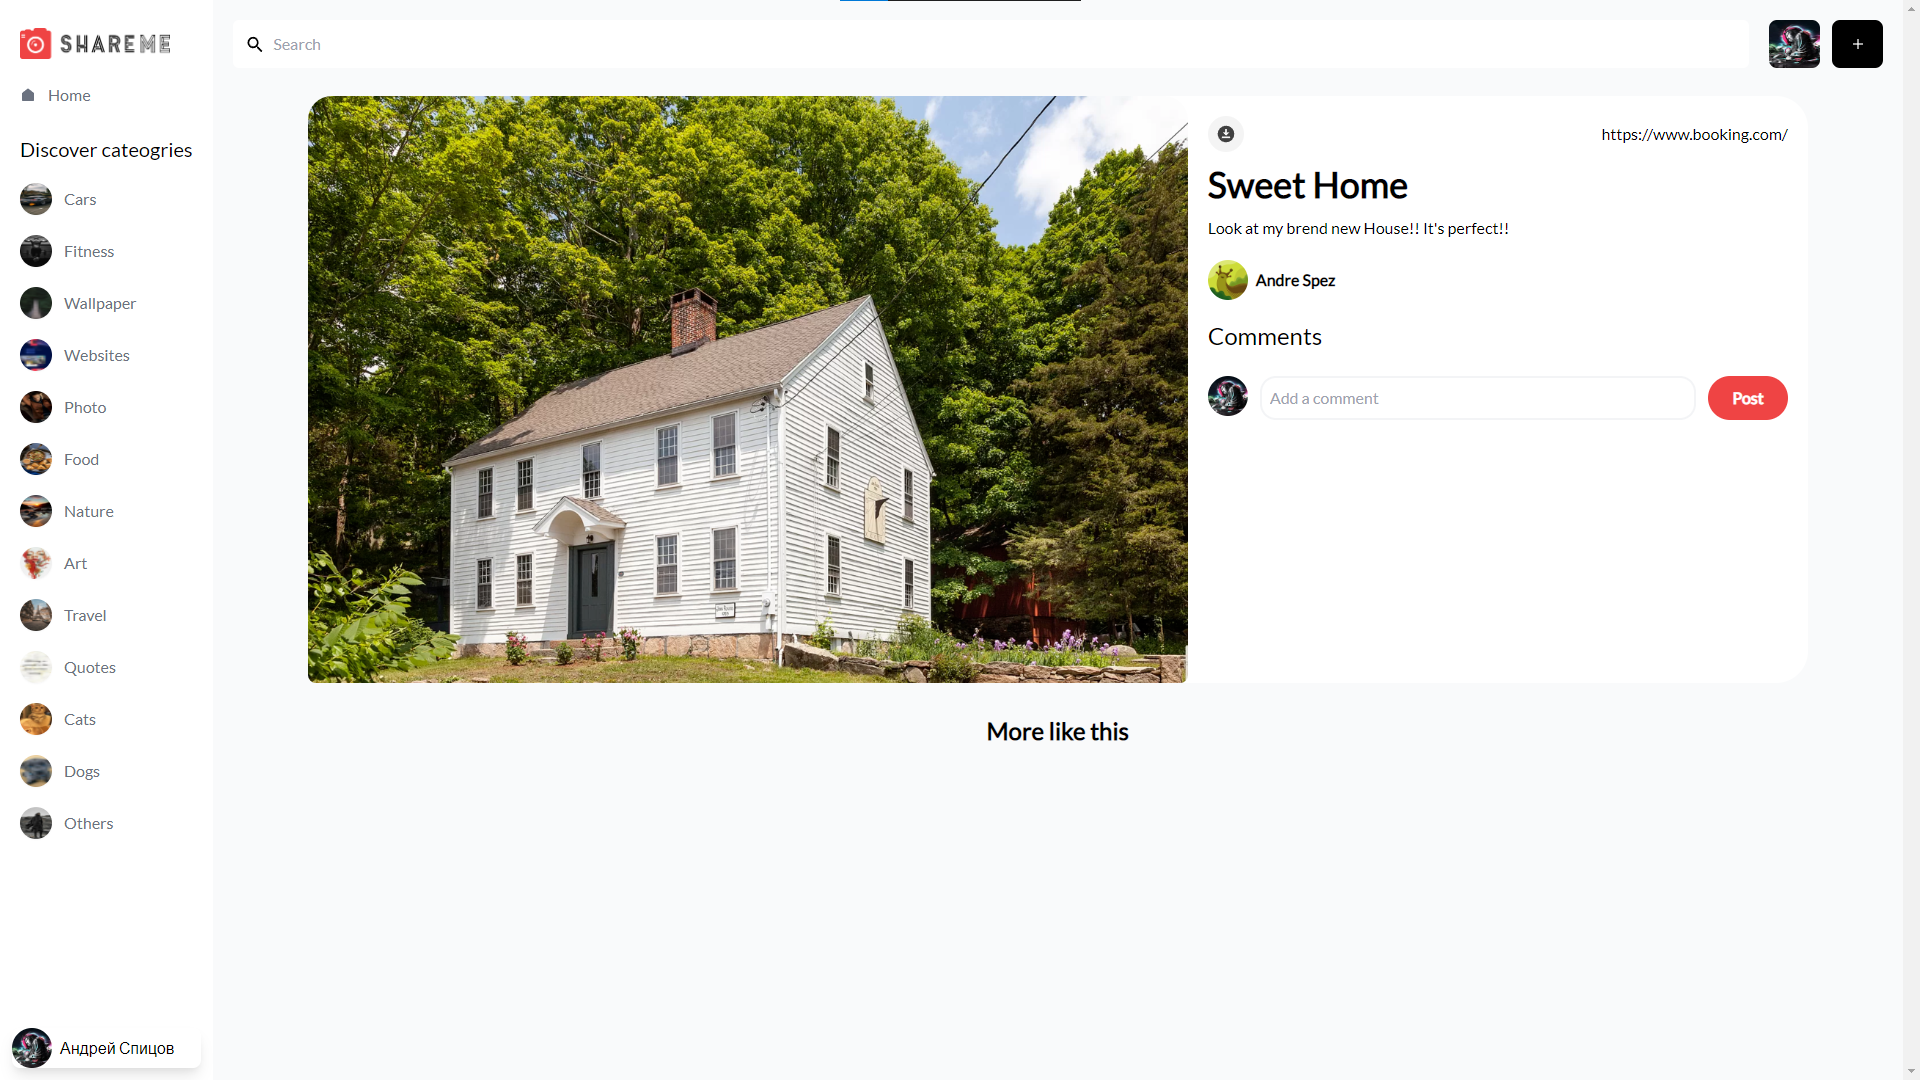 SHAREME
Search
+
Home
Discover cateogries
Cars
Fitness
Wallpaper
Websites
Photo
Food
Nature
Art
Travel
Quotes
Cats
Dogs
Others
Андрей Спицов
https://www.booking.com/
Sweet Home
Look at my brend new House!! It's perfect!!
Andre Spez
Comments
Add a comment
Post
More like this